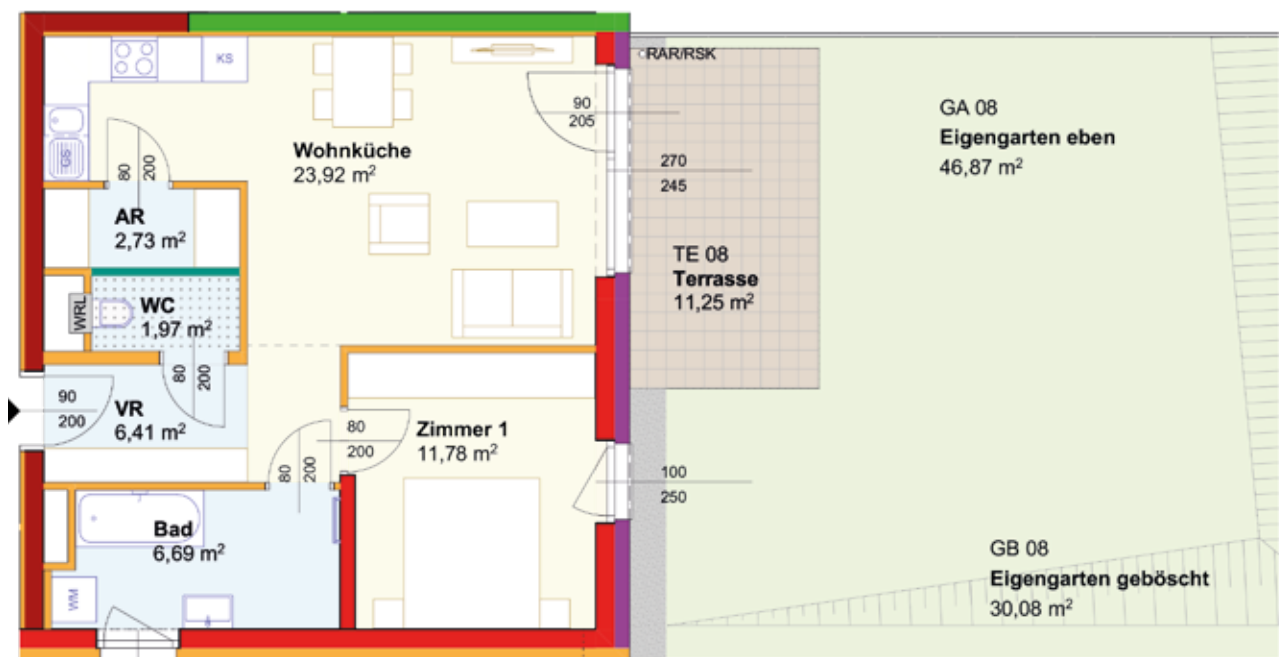 KS
GS
80
200
Wohnküche
23,92 m²
90
205
RAR/RSK
270
245
GA 08
Eigengarten eben
46,87 m²
AR
2,73 m²
TE 08
Terrasse
11,25 m²
WRL
WC
1,97 m²
80
200
90
200
VR
6,41 m²
80
200
80
200
Zimmer 1
11,78 m²
100
250
Bad
6,69 m²
WM
GB 08
Eigengarten geböscht
30,08 m²